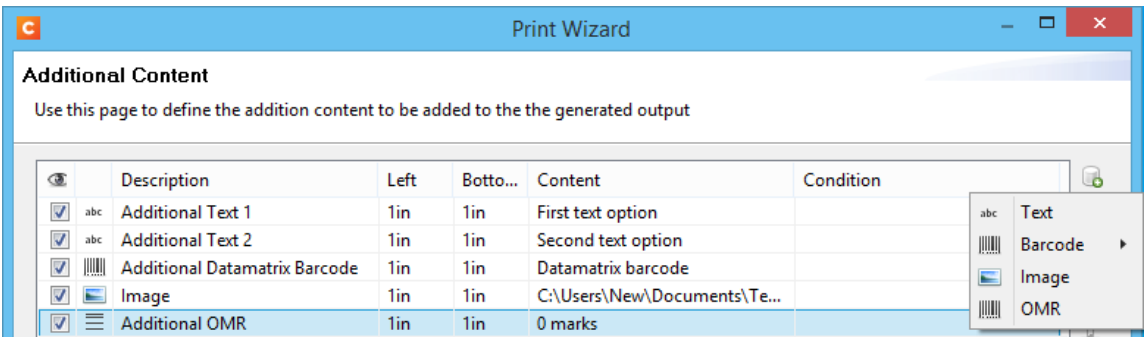 C
Print Wizard
Additional Content
Use this page to define the addition content to be added to the the generated output
Description Left Botto... Content Condition
abc Additional Text 1 1in 1in First text option
abc Additional Text 2 1in 1in Second text option
Additional Datamatrix Barcode 1in 1in Datamatrix barcode
Image 1in 1in C:\Users\New\Documents\Te...
Additional OMR 1in 1in 0 marks
abc Text
Barcode
Image
OMR